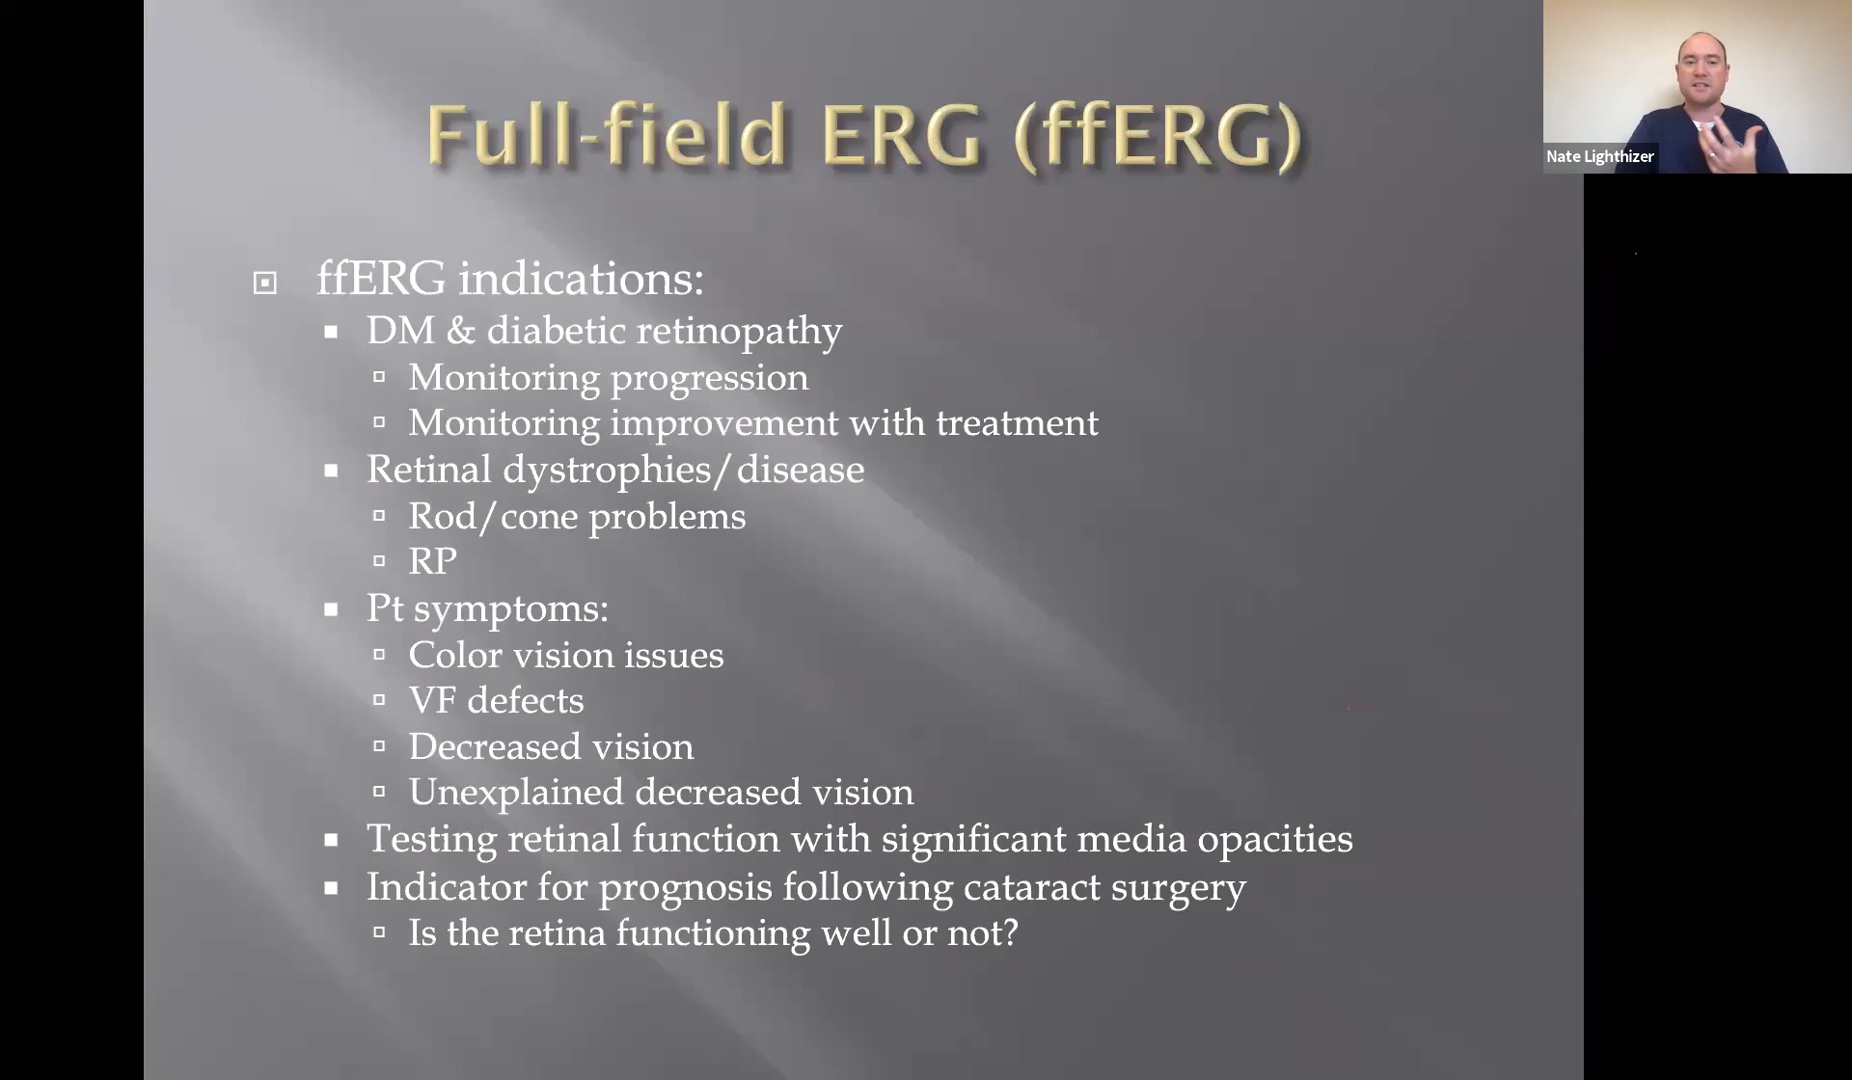 Full-field ERG (ffERG)
Nate Lighthizer
ffERG indications:
DM & diabetic retinopathy
Monitoring progression
Monitoring improvement with treatment
Retinal dystrophies/disease
Rod/cone problems
RP
Pt symptoms:
Color vision issues
VF defects
Decreased vision
Unexplained decreased vision
Testing retinal function with significant media opacities
Indicator for prognosis following cataract surgery
Is the retina functioning well or not?